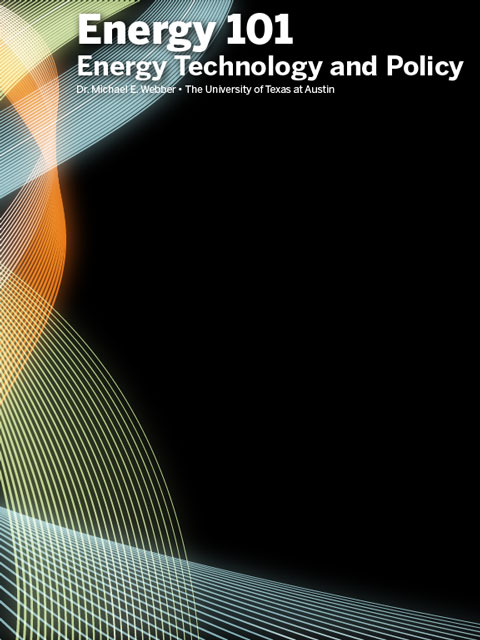 Energy 101
Energy Technology and Policy
Dr. Michael E. Webber • The University of Texas at Austin